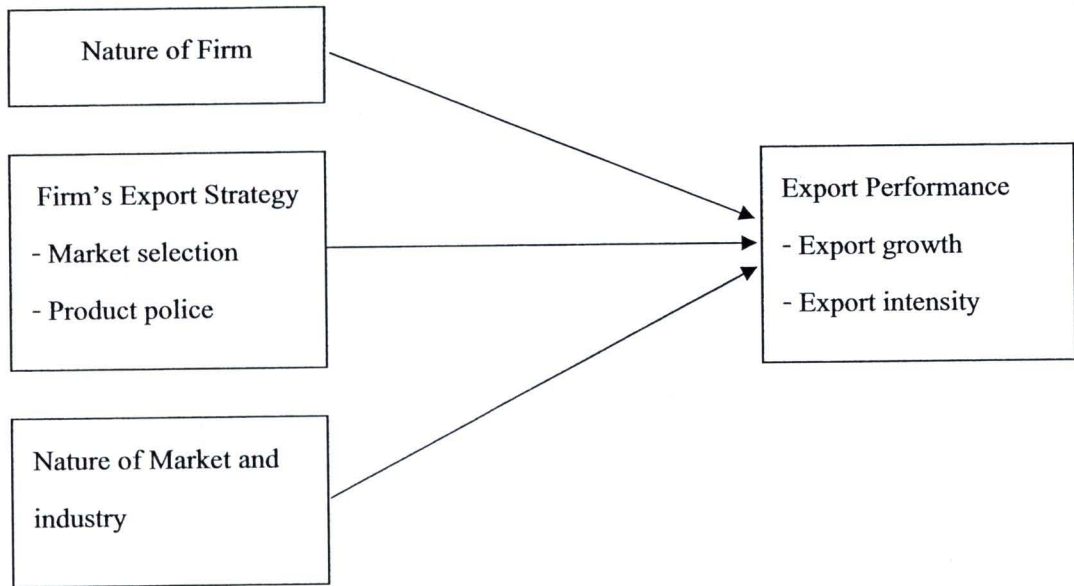 Nature of Firm
Firm's Export Strategy
- Market selection
- Product police
Nature of Market and
industry
Export Performance
- Export growth
- Export intensity